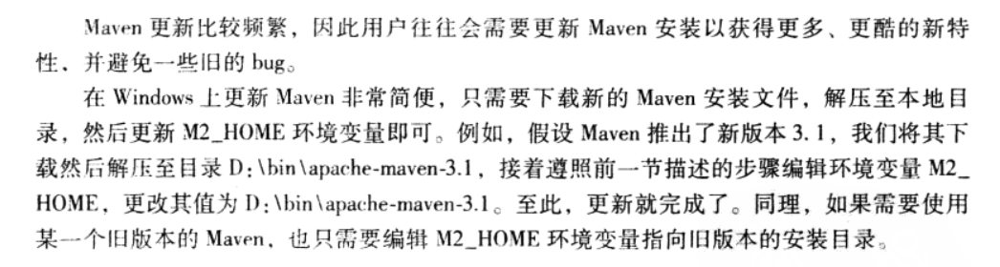 Maven 更新比较频繁，因此用户往往会需要更新 Maven 安装以获得更多、更酷的新特
性，并避免一些旧的 bug。
在 Windows 上更新 Maven 非常简便，只需要下载新的 Maven 安装文件，解压至本地目
录，然后更新 M2_HOME 环境变量即可。例如，假设 Maven 推出了新版本 3.1，我们将其下
载然后解压至目录 D:\bin\apache-maven-3.1，接着遵照前一节描述的步骤编辑环境变量 M2_
HOME，更改其值为 D:\bin\apache-maven-3.1。至此，更新就完成了。同理，如果需要使用
某一个旧版本的 Maven，也只需要编辑 M2_HOME 环境变量指向旧版本的安装目录。